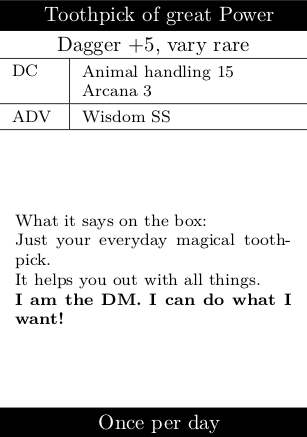 Toothpick of great Power
Dagger +5, vary rare
DC Animal handling 15
Arcana 3
ADV Wisdom SS
What it says on the box:
Just your everyday magical tooth-
pick.
It helps you out with all things.
I am the DM. I can do what I
want!
Once per day